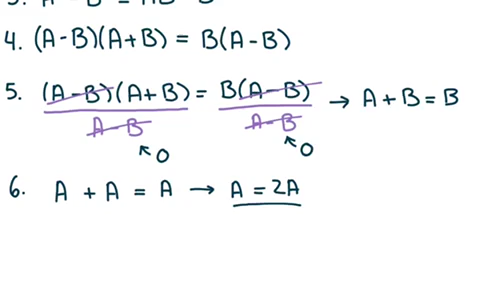 4. (A-B)(A+B) = B(A-B)
5. (A-B)(A+B) = B(A-B) → A+B=B
A-B A-B
↖0 ↖0
6. A + A = A → A = 2A